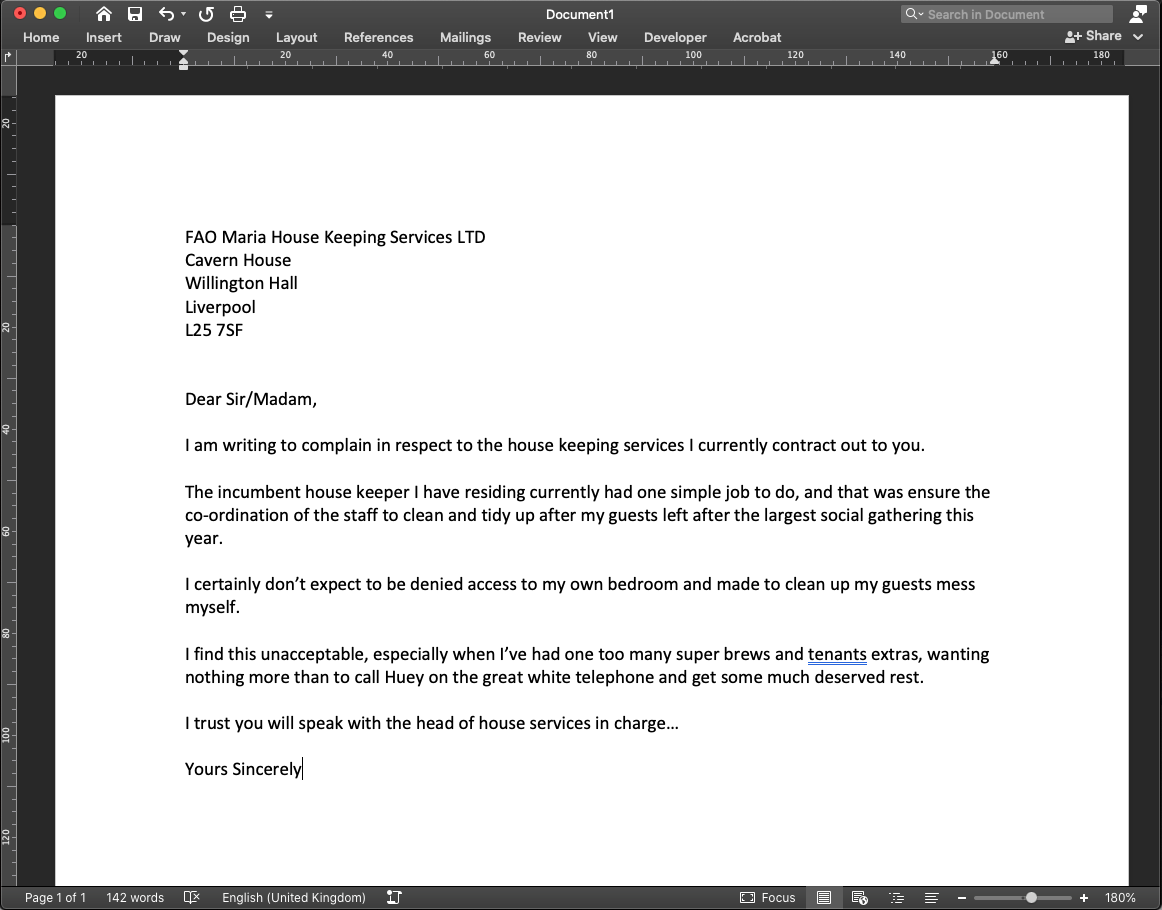 Document1
Search in Document
Home Insert Draw Design Layout References Mailings Review View Developer Acrobat Share
20 20 40 60 80 100 120 140 160 180
20
20
40
60
80
100
120
FAO Maria House Keeping Services LTD
Cavern House
Willington Hall
Liverpool
L25 7SF
Dear Sir/Madam,
I am writing to complain in respect to the house keeping services I currently contract out to you.
The incumbent house keeper I have residing currently had one simple job to do, and that was ensure the
co-ordination of the staff to clean and tidy up after my guests left after the largest social gathering this
year.
I certainly don’t expect to be denied access to my own bedroom and made to clean up my guests mess
myself.
I find this unacceptable, especially when I’ve had one too many super brews and tenants extras, wanting
nothing more than to call Huey on the great white telephone and get some much deserved rest.
I trust you will speak with the head of house services in charge…
Yours Sincerely
Page 1 of 1 142 words English (United Kingdom) Focus 180%